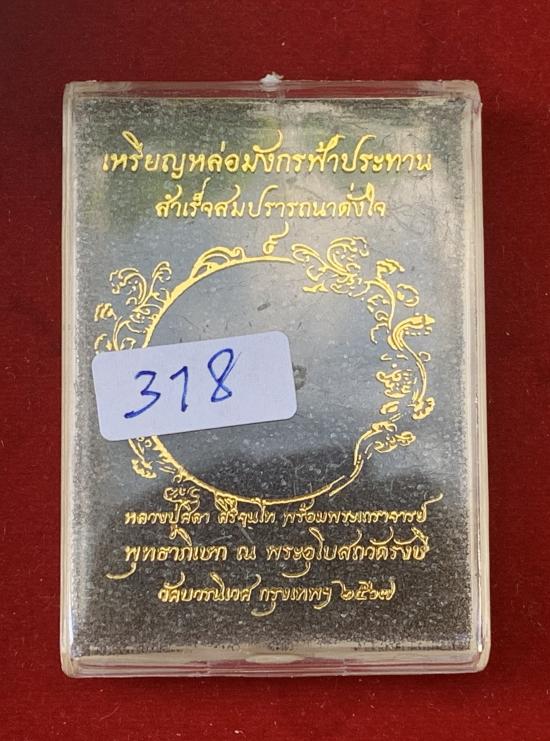 เหรียญหล่อมังกรฟ้าประทาน
สำเร็จสมปรารถนาดั่งใจ
318
หลวงปู่สีดา สิริจนฺโท พร้อมพระเถราจารย์
พุทธาภิเษก ณ พระอุโบสถวัดรังษี
วัดบวรนิเวศ กรุงเทพฯ ๒๕๓๗